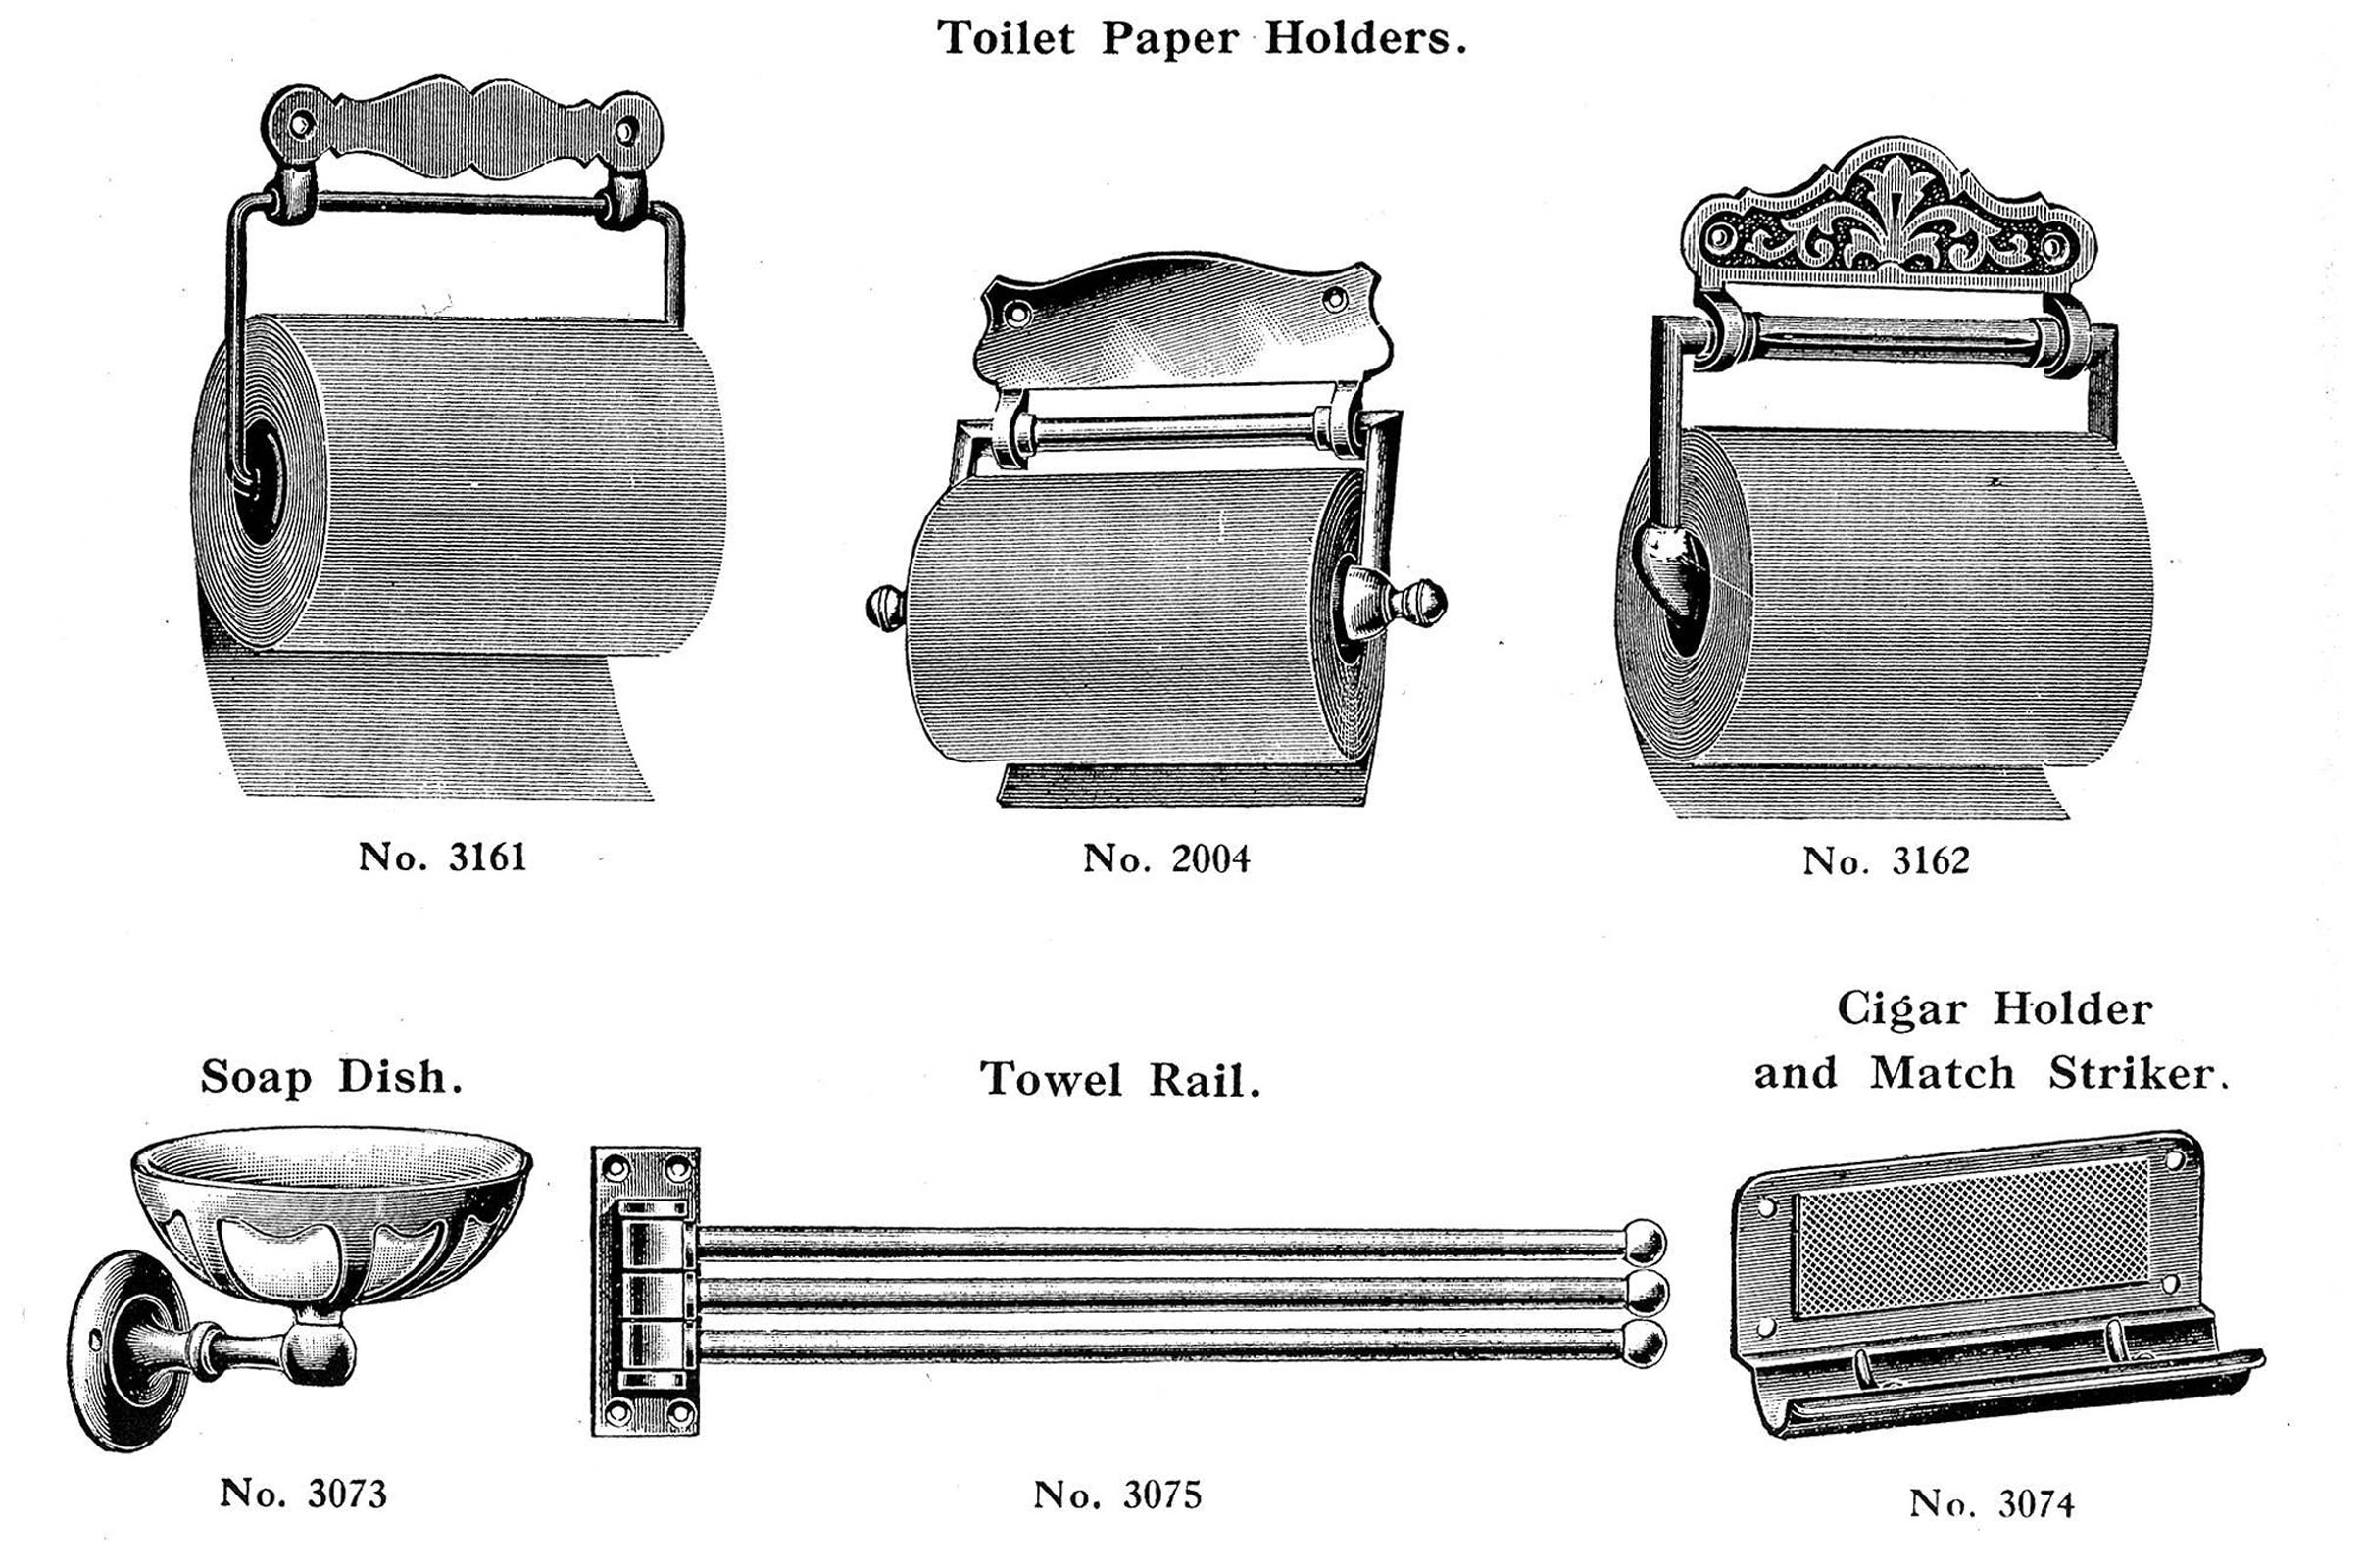 Toilet Paper Holders.
No. 3161
No. 2004
No. 3162
Soap Dish.
Towel Rail.
Cigar Holder
and Match Striker.
No. 3073
No. 3075
No. 3074